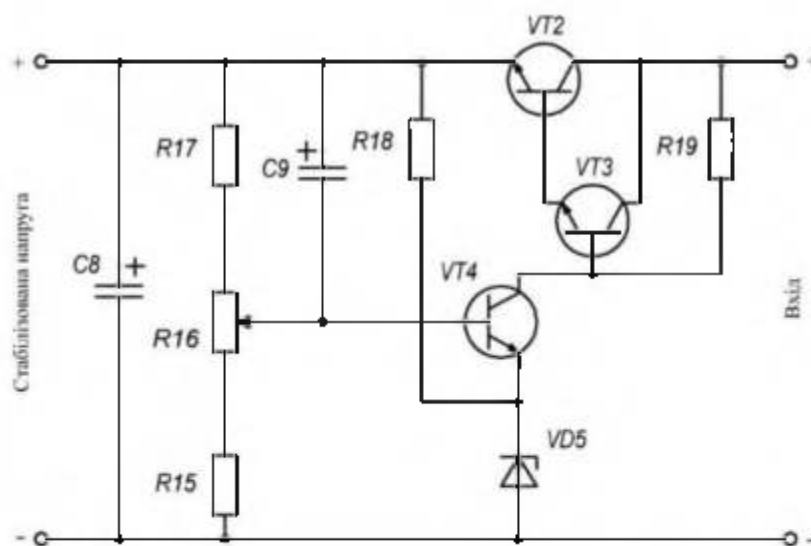 VT2
+
+
R17
R18
R19
C9
+
VT3
Стабілізована напруга
C8
+
VT4
Вхід
R16
VD5
R15
-
-